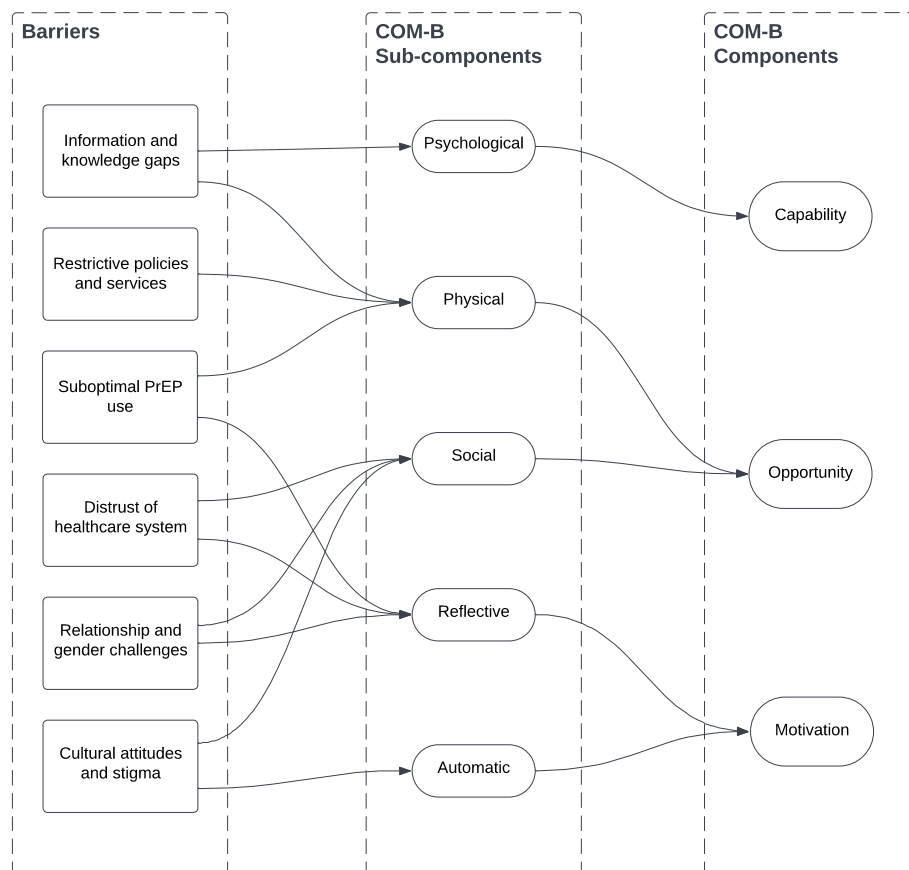 Barriers
COM-B
Sub-components
COM-B
Components
Information and
knowledge gaps
Restrictive policies
and services
Suboptimal PrEP
use
Distrust of
healthcare system
Relationship and
gender challenges
Cultural attitudes
and stigma
Psychological
Physical
Social
Reflective
Automatic
Capability
Opportunity
Motivation